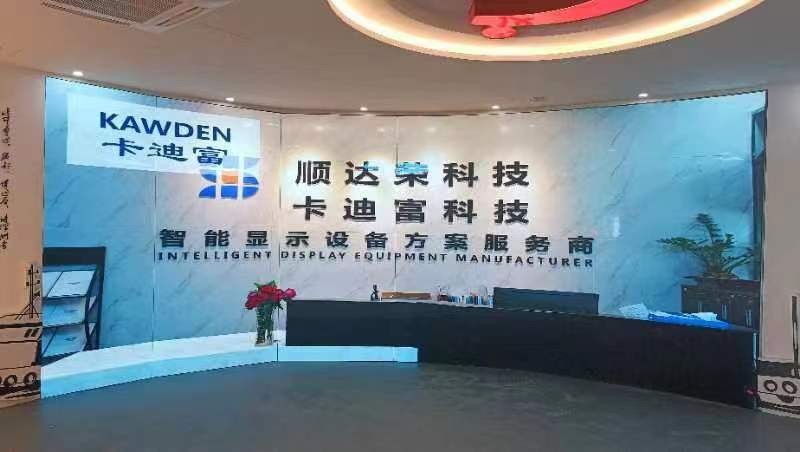 KAWDEN
卡迪富
顺达荣科技
卡迪富科技
智能显示设备方案服务商
INTELLIGENT DISPLAY EQUIPMENT MANUFACTURER